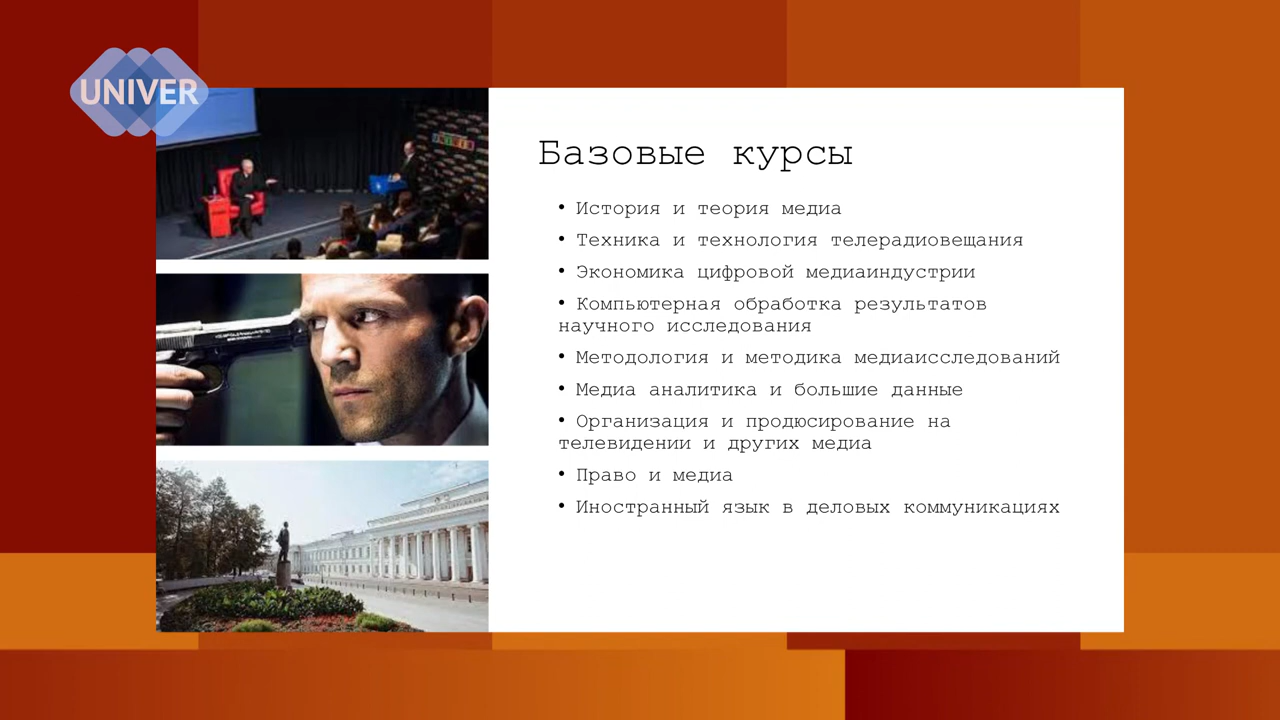 UNIVER
Базовые курсы
• История и теория медиа
• Техника и технология телерадиовещания
• Экономика цифровой медиаиндустрии
• Компьютерная обработка результатов
научного исследования
• Методология и методика медиаисследований
• Медиа аналитика и большие данные
• Организация и продюсирование на
телевидении и других медиа
• Право и медиа
• Иностранный язык в деловых коммуникациях